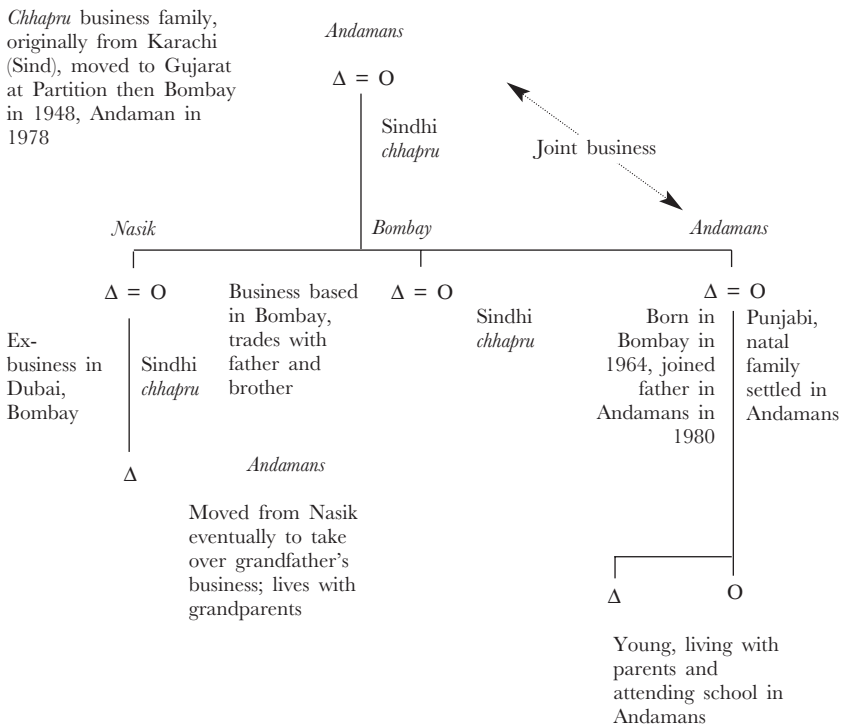 Chhapru business family,
originally from Karachi
(Sind), moved to Gujarat
at Partition then Bombay
in 1948, Andaman in
1978
Andamans
Δ = O
Sindhi
chhapru
Joint business
Nasik
Bombay
Andamans
Δ = O
Ex-
business in
Dubai,
Bombay
Sindhi
chhapru
Business based
in Bombay,
trades with
father and
brother
Δ = O
Sindhi
chhapru
Δ = O
Born in
Bombay in
1964, joined
father in
Andamans in
1980
Punjabi,
natal
family
settled in
Andamans
Δ
Andamans
Moved from Nasik
eventually to take
over grandfather’s
business; lives with
grandparents
Δ
O
Young, living with
parents and
attending school in
Andamans